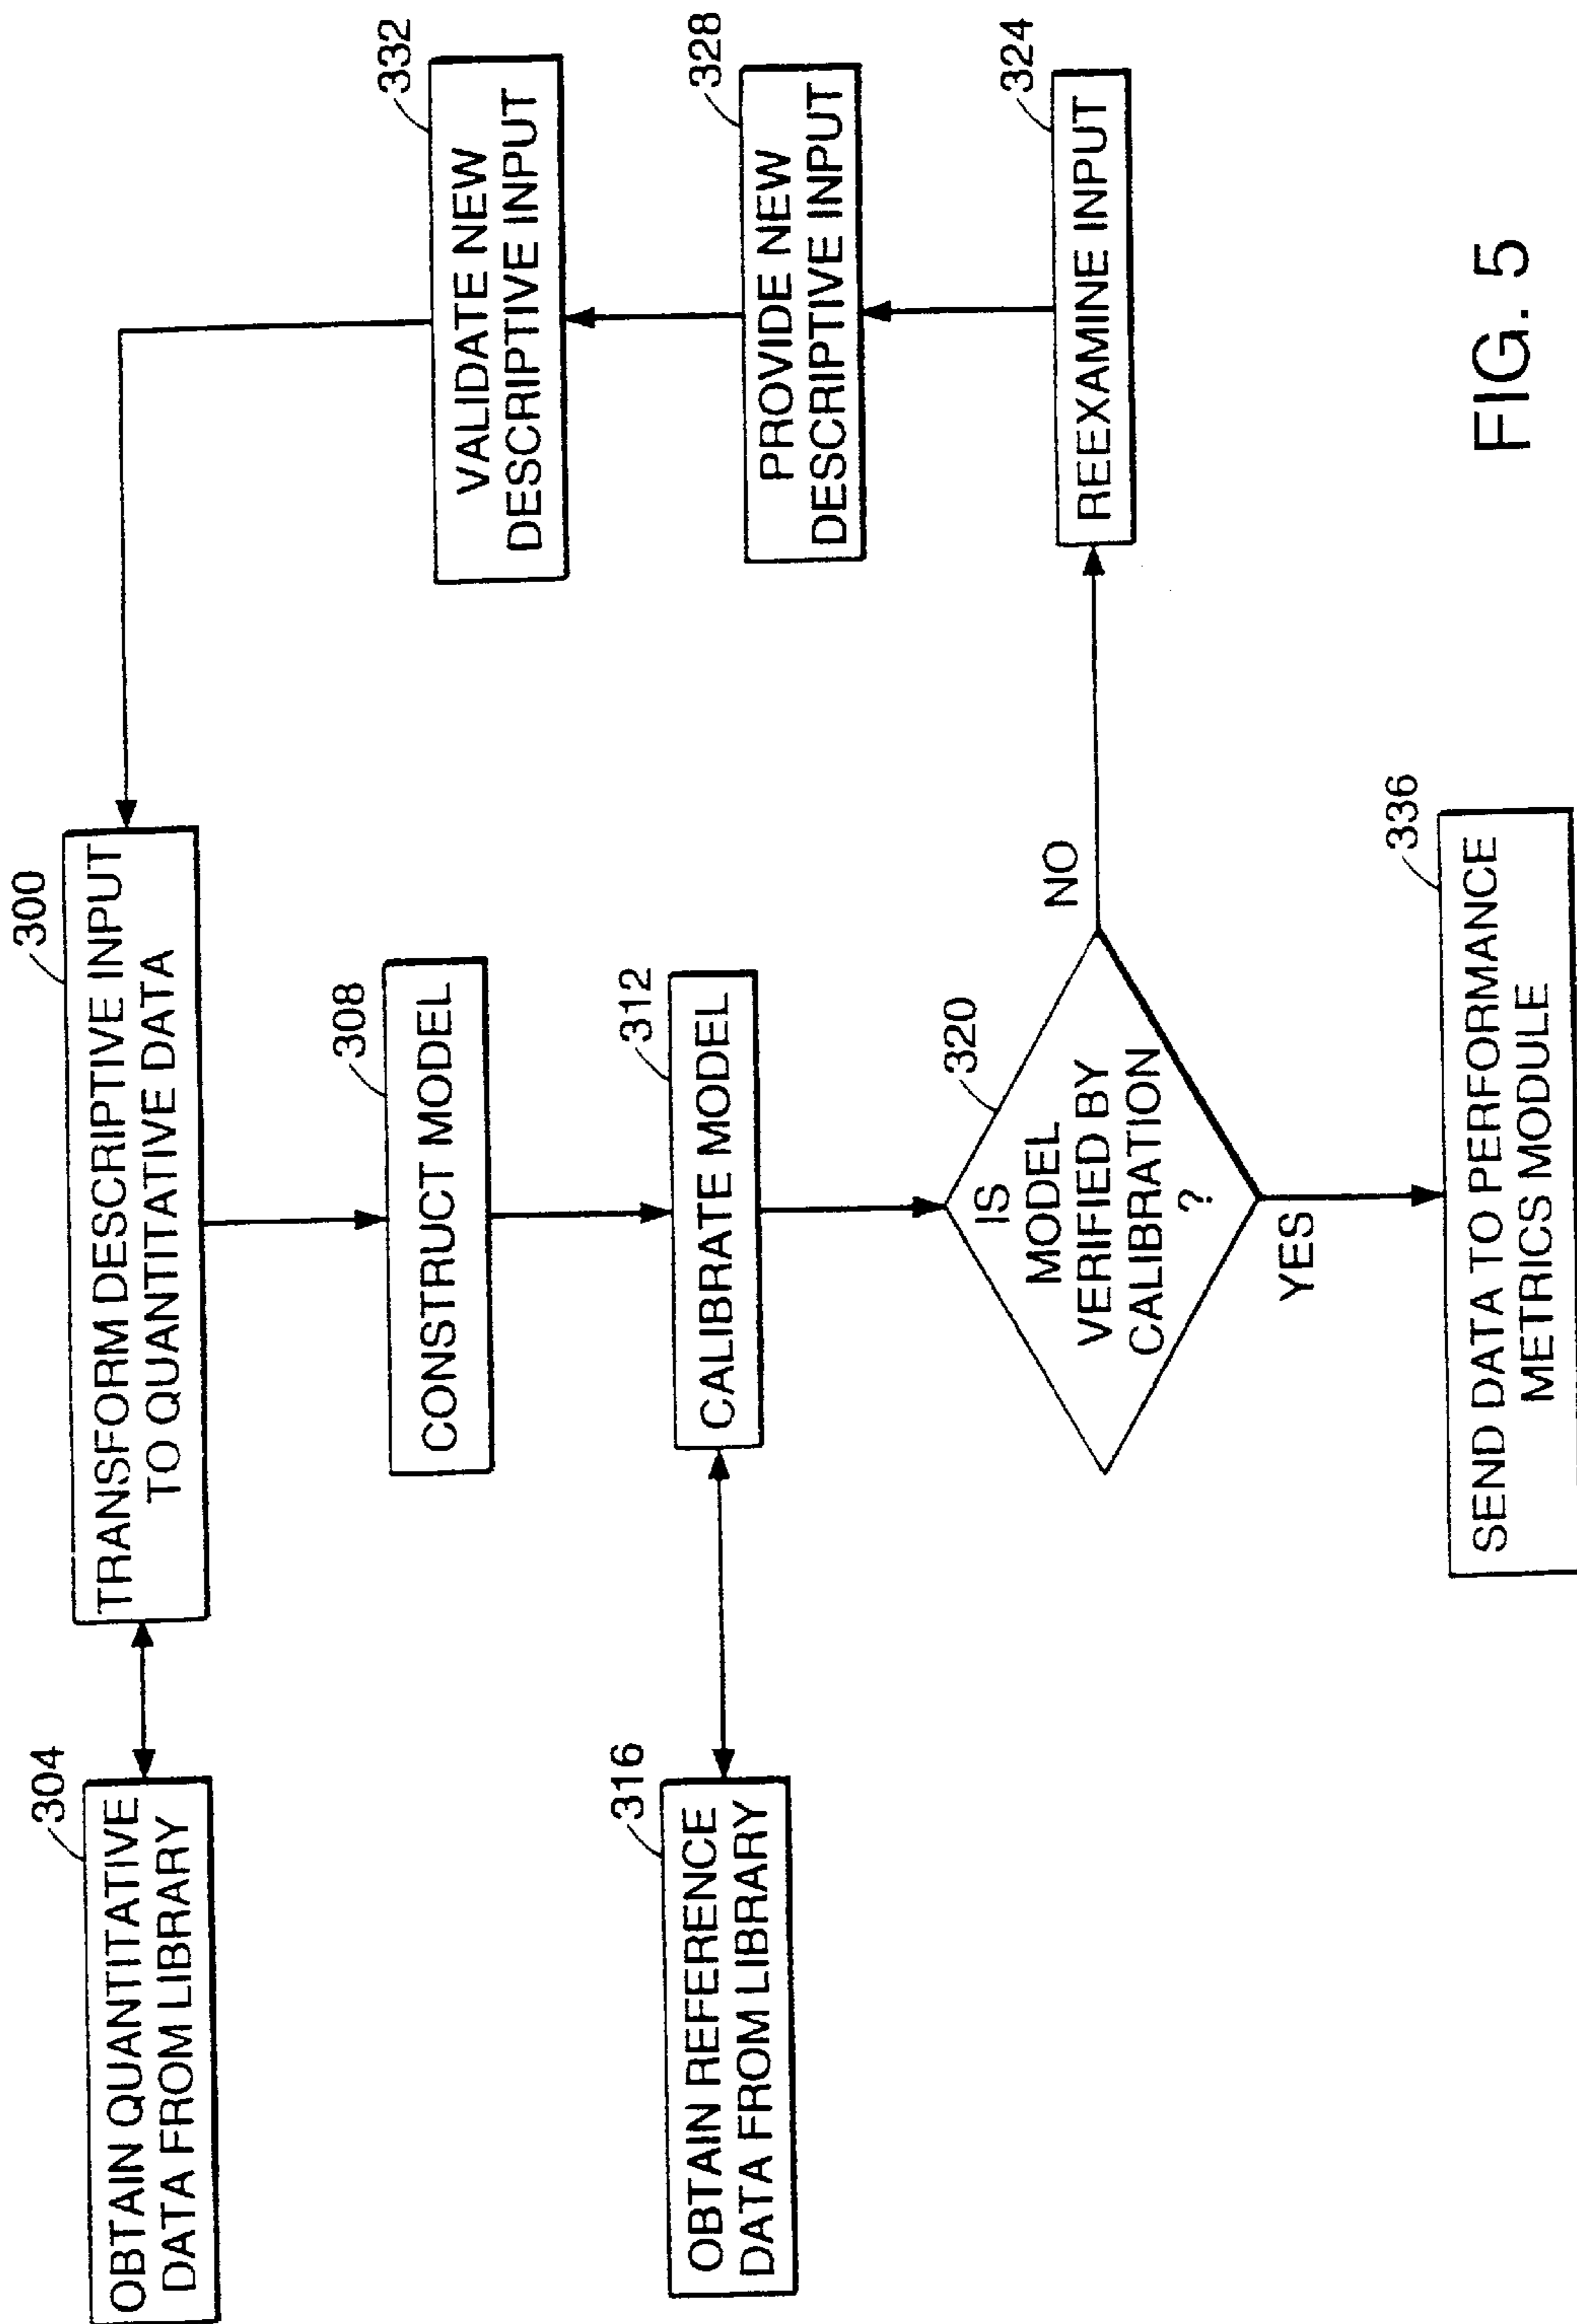 304
OBTAIN QUANTITATIVE
DATA FROM LIBRARY
300
TRANSFORM DESCRIPTIVE INPUT
TO QUANTITATIVE DATA
308
CONSTRUCT MODEL
332
VALIDATE NEW
DESCRIPTIVE INPUT
316
OBTAIN REFERENCE
DATA FROM LIBRARY
312
CALIBRATE MODEL
328
PROVIDE NEW
DESCRIPTIVE INPUT
320
IS
MODEL
VERIFIED BY
CALIBRATION
?
NO
YES
324
REEXAMINE INPUT
336
SEND DATA TO PERFORMANCE
METRICS MODULE
FIG. 5